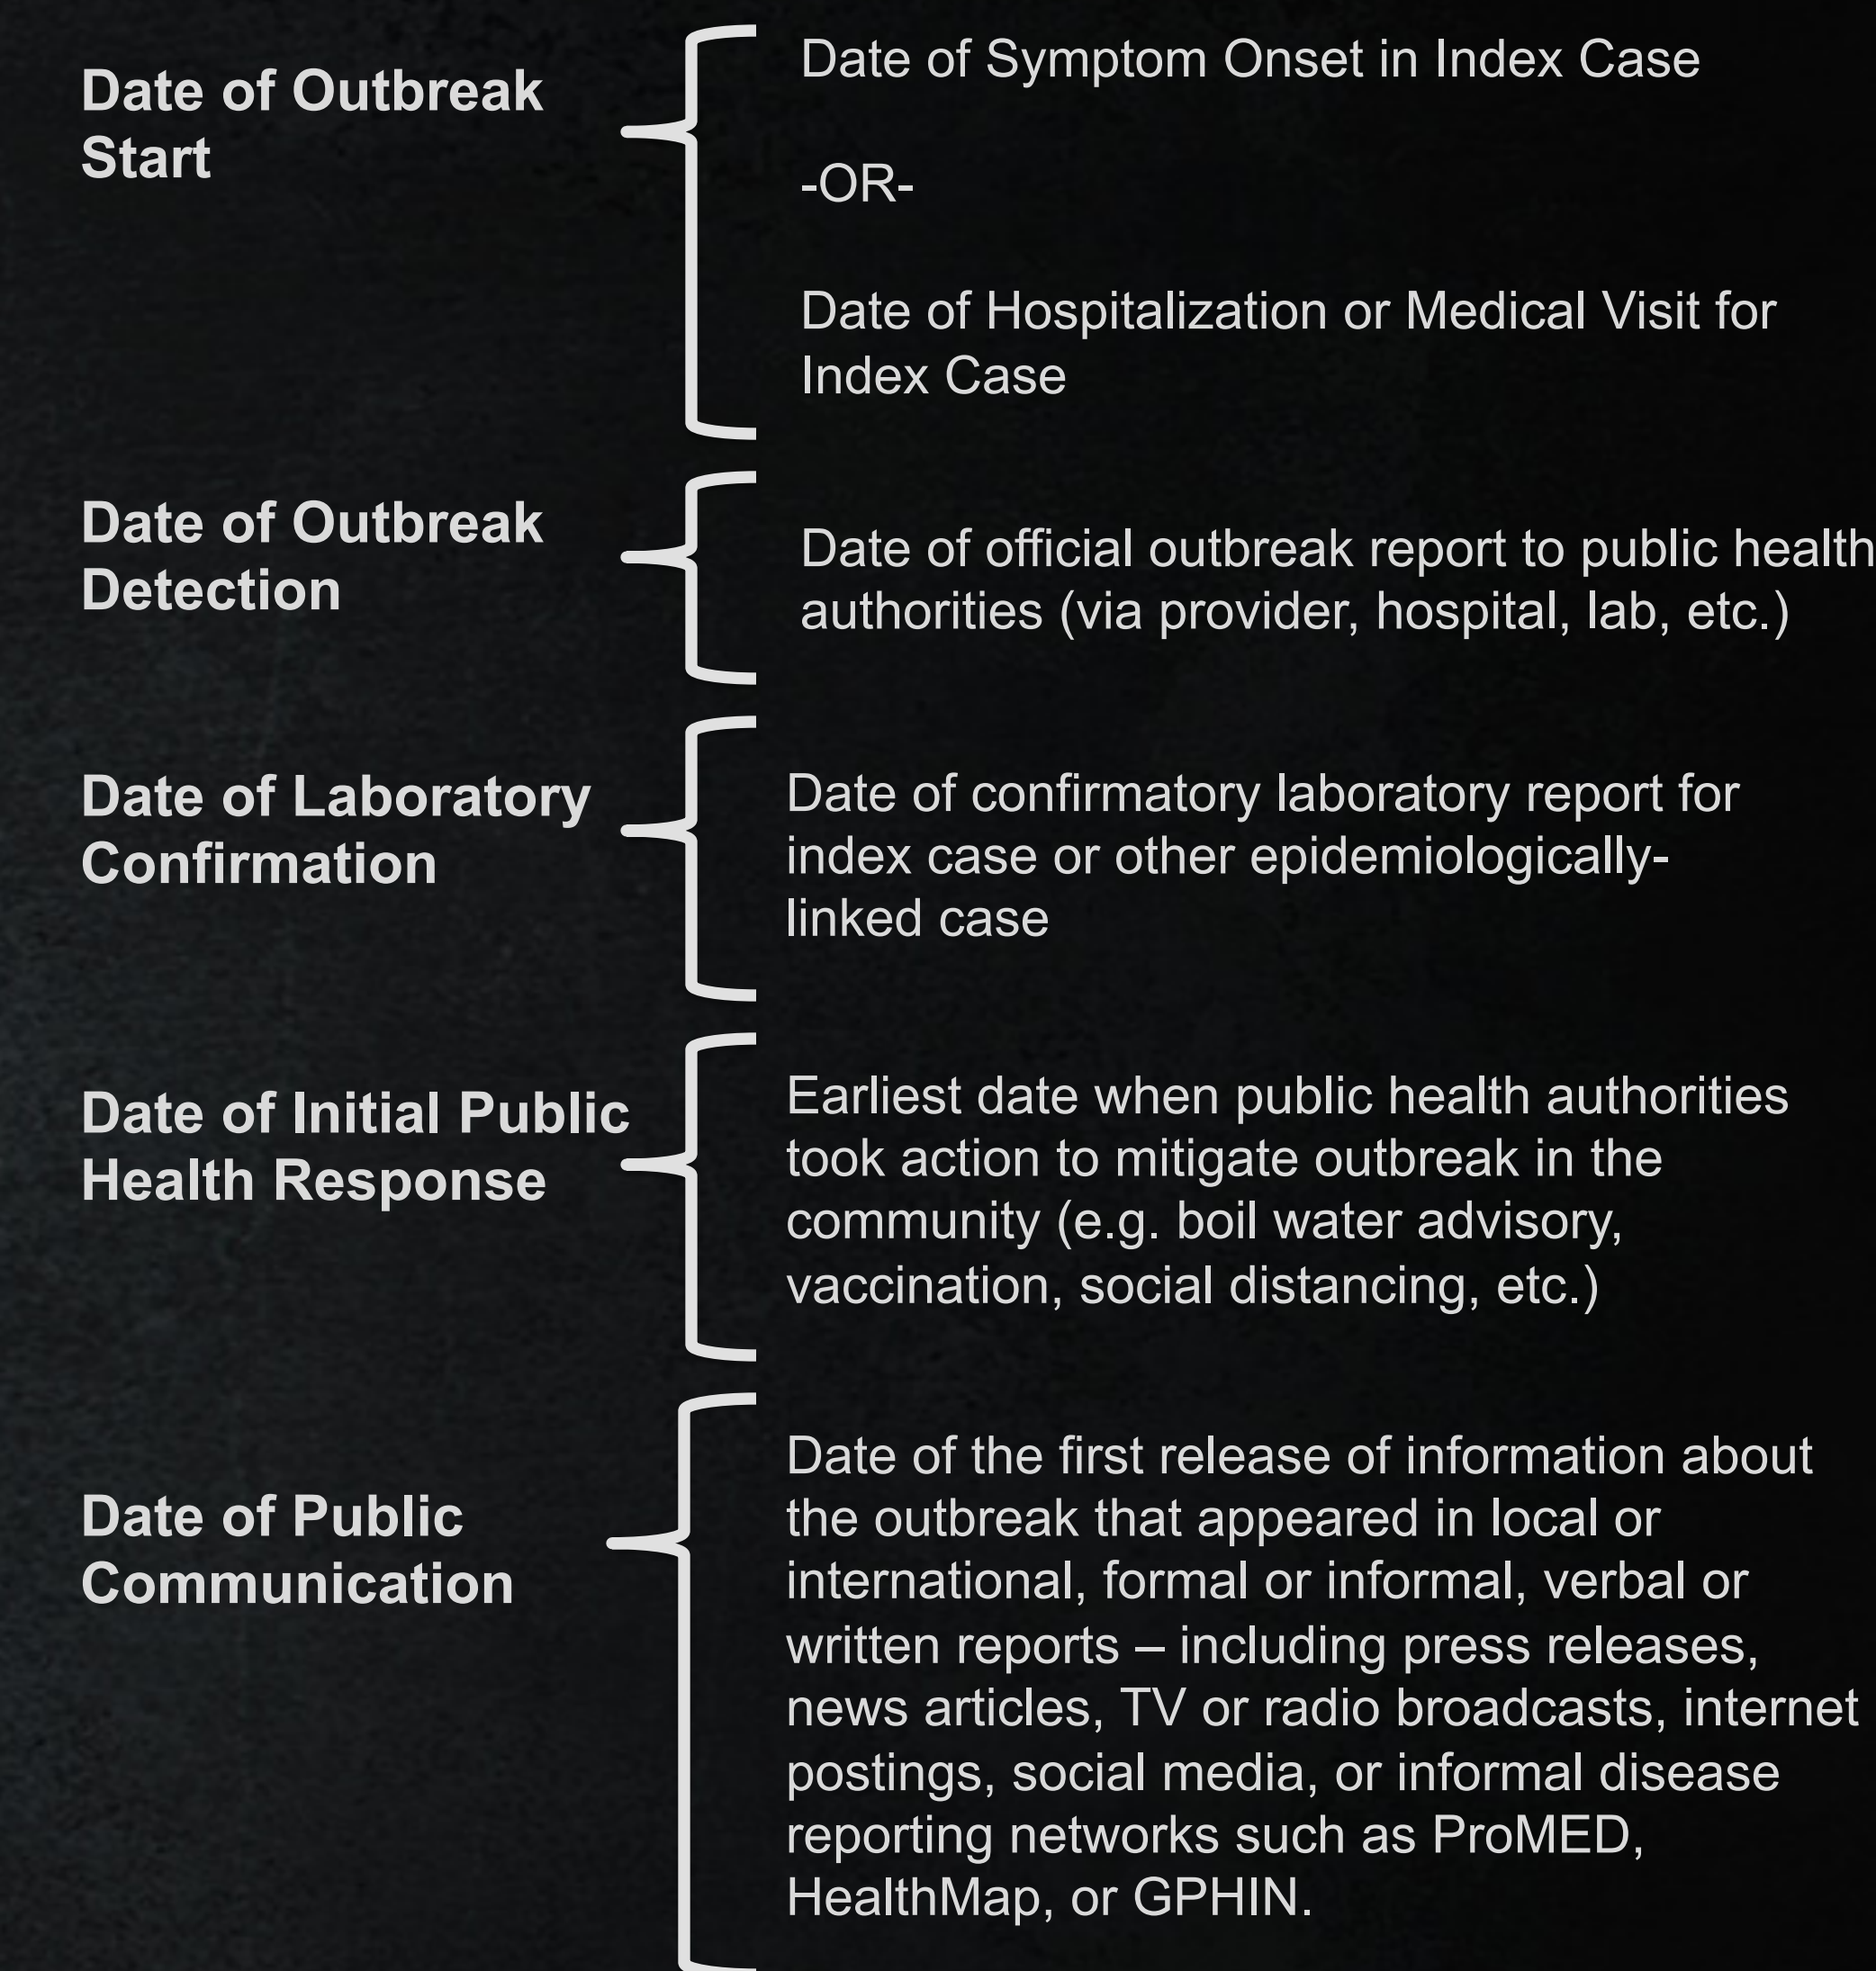 Date of Outbreak
Start
Date of Symptom Onset in Index Case
-OR-
Date of Hospitalization or Medical Visit for
Index Case
Date of Outbreak
Detection
Date of official outbreak report to public health
authorities (via provider, hospital, lab, etc.)
Date of Laboratory
Confirmation
Date of confirmatory laboratory report for
index case or other epidemiologically-
linked case
Date of Initial Public
Health Response
Earliest date when public health authorities
took action to mitigate outbreak in the
community (e.g. boil water advisory,
vaccination, social distancing, etc.)
Date of Public
Communication
Date of the first release of information about
the outbreak that appeared in local or
international, formal or informal, verbal or
written reports – including press releases,
news articles, TV or radio broadcasts, internet
postings, social media, or informal disease
reporting networks such as ProMED,
HealthMap, or GPHIN.